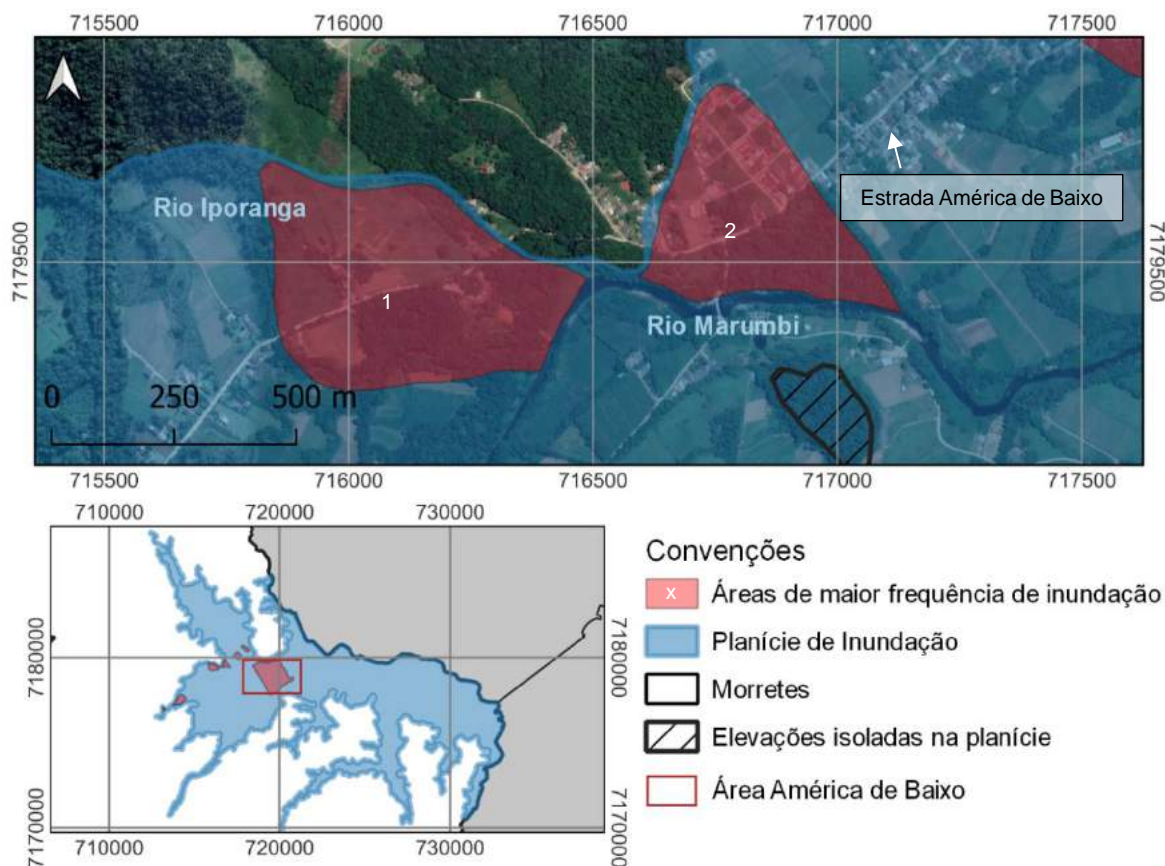 715500 716000 716500 717000 717500
Estrada América de Baixo
Rio Iporanga
2
7179500 7179500
1
Rio Marumbi
0 250 500 m
715500 716000 716500 717000 717500
710000 720000 730000
7180000 7180000
7170000 7170000
710000 720000 730000
Convenções
x Áreas de maior frequência de inundação
Planície de Inundação
Morretes
Elevações isoladas na planície
Área América de Baixo